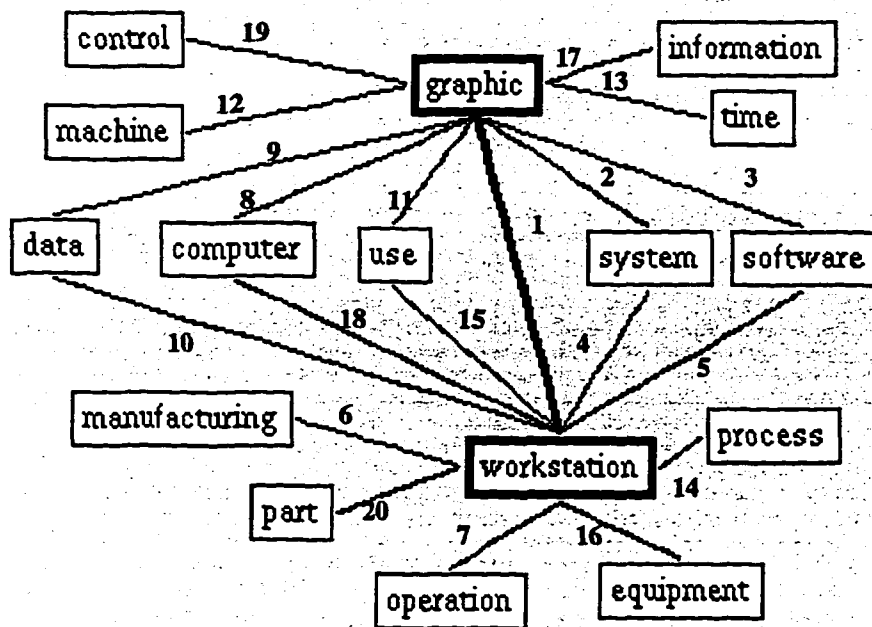 control
19
17
information
graphic
13
time
12
machine
9
8
11
2
3
1
data
computer
use
system
software
10
18
15
4
5
manufacturing
6
process
workstation
14
part
20
7
16
operation
equipment